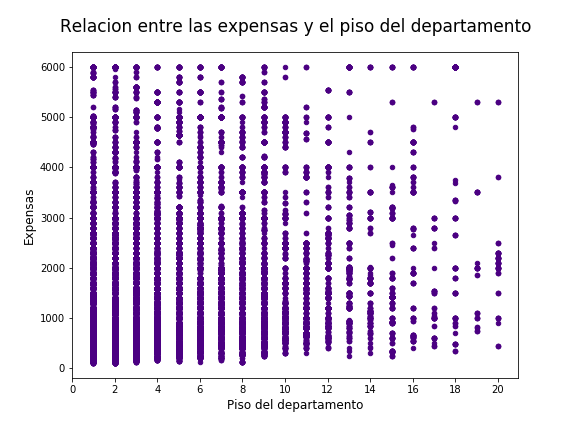 Relacion entre las expensas y el piso del departamento
6000
5000
4000
3000
2000
1000
0
Expensas
0 2 4 6 8 10 12 14 16 18 20
Piso del departamento